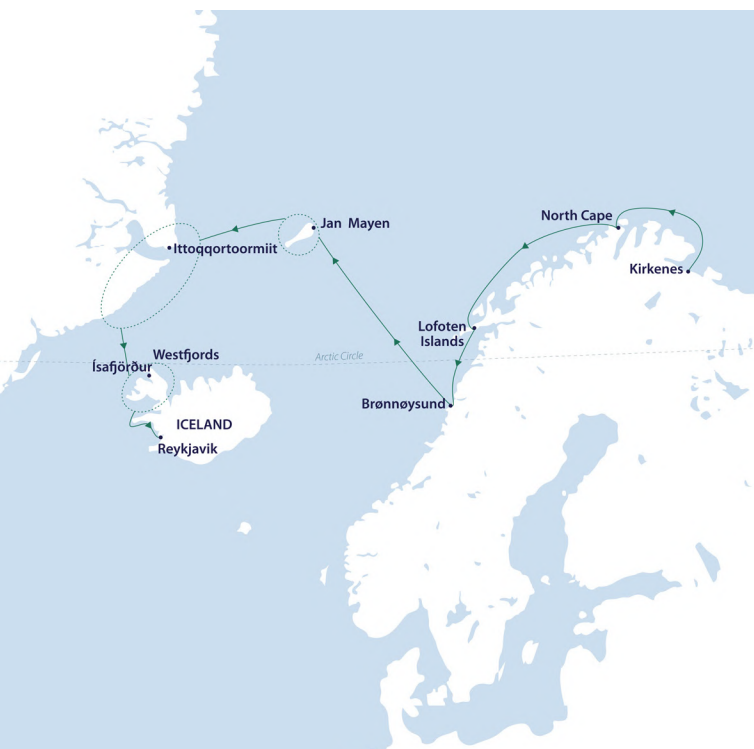 North Cape
Jan  Mayen
Ittoqqortoormiit
Kirkenes
Lofoten
Islands
Arctic Circle
Westfjords
Ísafjörður
Brønnøysund
ICELAND
Reykjavik